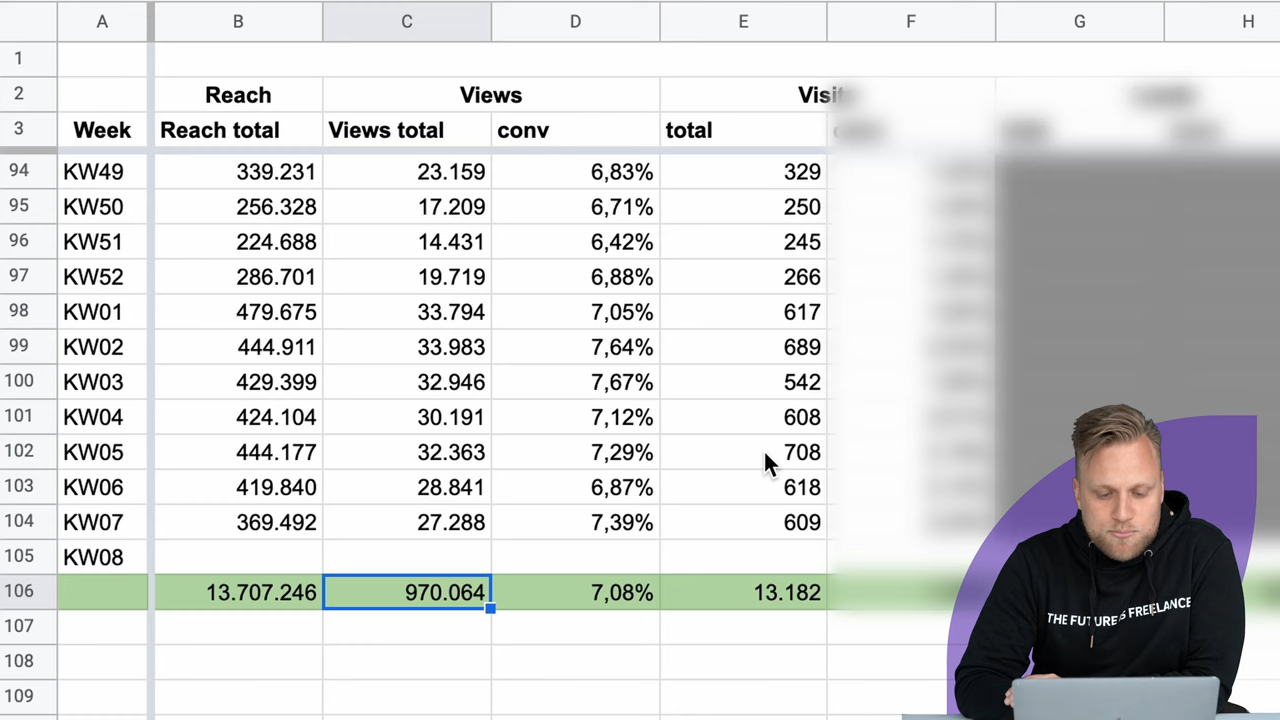 A B C D E F G H
1
2 Reach Views Visit
3 Week Reach total Views total conv total
94 KW49 339.231 23.159 6,83% 329
95 KW50 256.328 17.209 6,71% 250
96 KW51 224.688 14.431 6,42% 245
97 KW52 286.701 19.719 6,88% 266
98 KW01 479.675 33.794 7,05% 617
99 KW02 444.911 33.983 7,64% 689
100 KW03 429.399 32.946 7,67% 542
101 KW04 424.104 30.191 7,12% 608
102 KW05 444.177 32.363 7,29% 708
103 KW06 419.840 28.841 6,87% 618
104 KW07 369.492 27.288 7,39% 609
105 KW08
106 13.707.246 970.064 7,08% 13.182
107
108
109
THE FUTURE IS FREELANCE